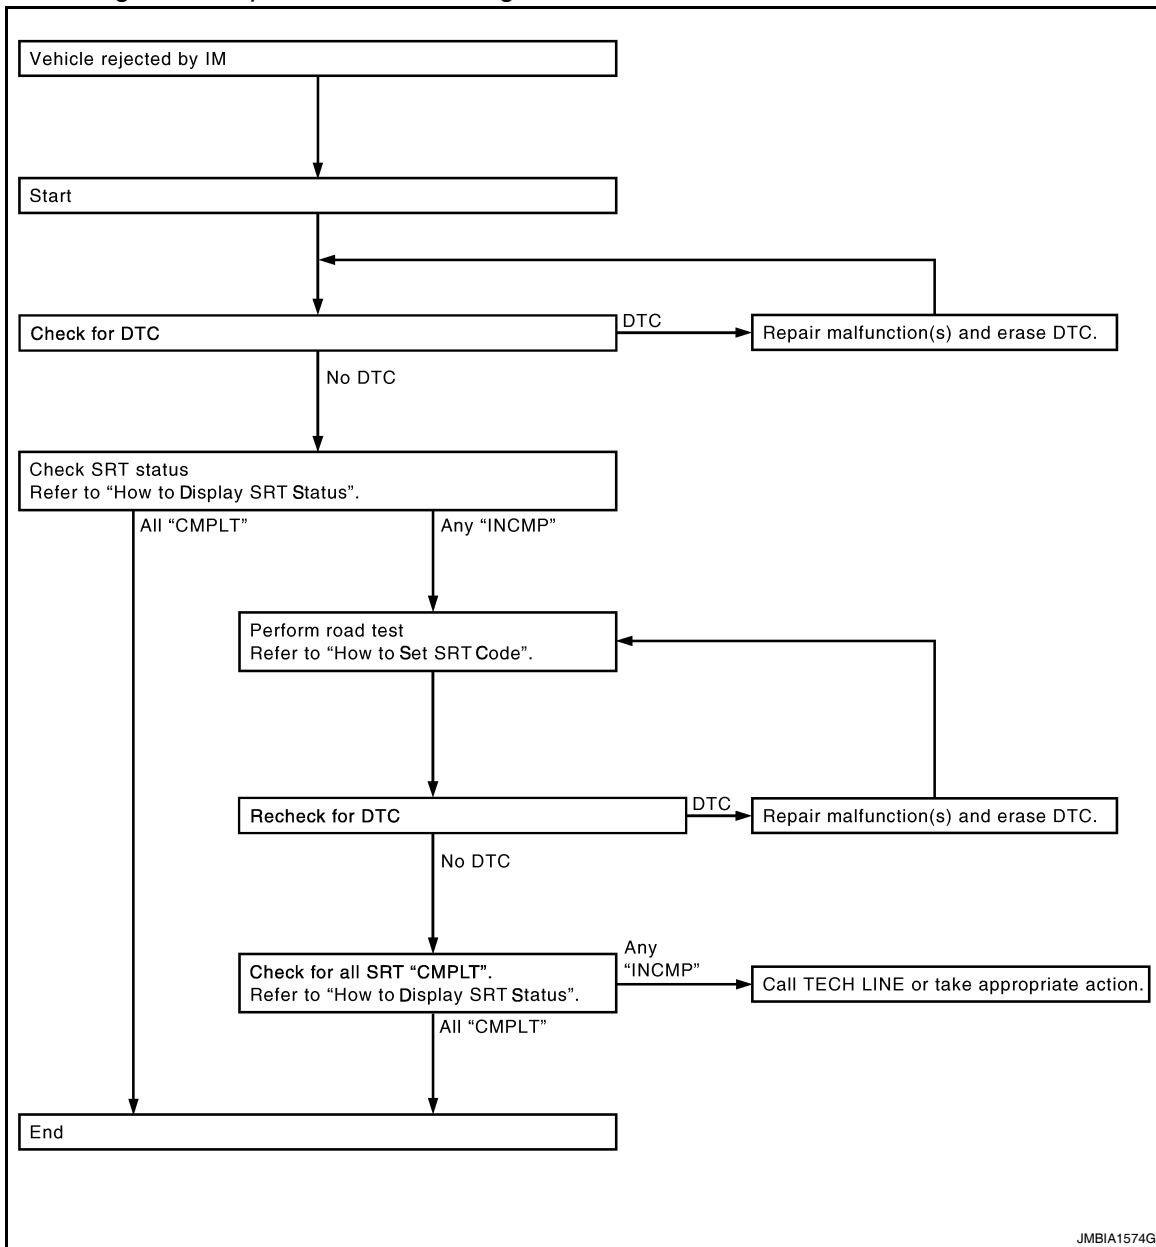 Vehicle rejected by IM
Start
Check for DTC
DTC
Repair malfunction(s) and erase DTC.
No DTC
Check SRT status
Refer to “How to Display SRT Status”.
All “CMPLT”
Any “INCMP”
Perform road test
Refer to “How to Set SRT Code”.
Recheck for DTC
DTC
Repair malfunction(s) and erase DTC.
No DTC
Check for all SRT “CMPLT”.
Refer to “How to Display SRT Status”.
Any
“INCMP”
Call TECH LINE or take appropriate action.
All “CMPLT”
End
JMBIA1574G